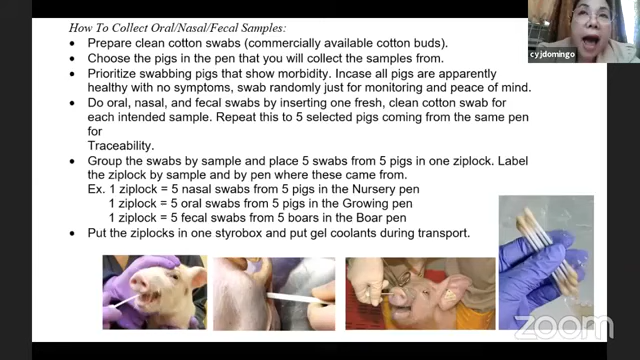 How To Collect Oral/Nasal/Fecal Samples:
• Prepare clean cotton swabs (commercially available cotton buds).
• Choose the pigs in the pen that you will collect the samples from.
• Prioritize swabbing pigs that show morbidity. Incase all pigs are apparently
healthy with no symptoms, swab randomly just for monitoring and peace of mind.
• Do oral, nasal, and fecal swabs by inserting one fresh, clean cotton swab for
each intended sample. Repeat this to 5 selected pigs coming from the same pen
for
Traceability.
• Group the swabs by sample and place 5 swabs from 5 pigs in one ziplock. Label
the ziplock by sample and by pen where these came from.
Ex. 1 ziplock = 5 nasal swabs from 5 pigs in the Nursery pen
1 ziplock = 5 oral swabs from 5 pigs in the Growing pen
1 ziplock = 5 fecal swabs from 5 boars in the Boar pen
• Put the ziplocks in one styrobox and put gel coolants during transport.
cyjdomingo
zoom